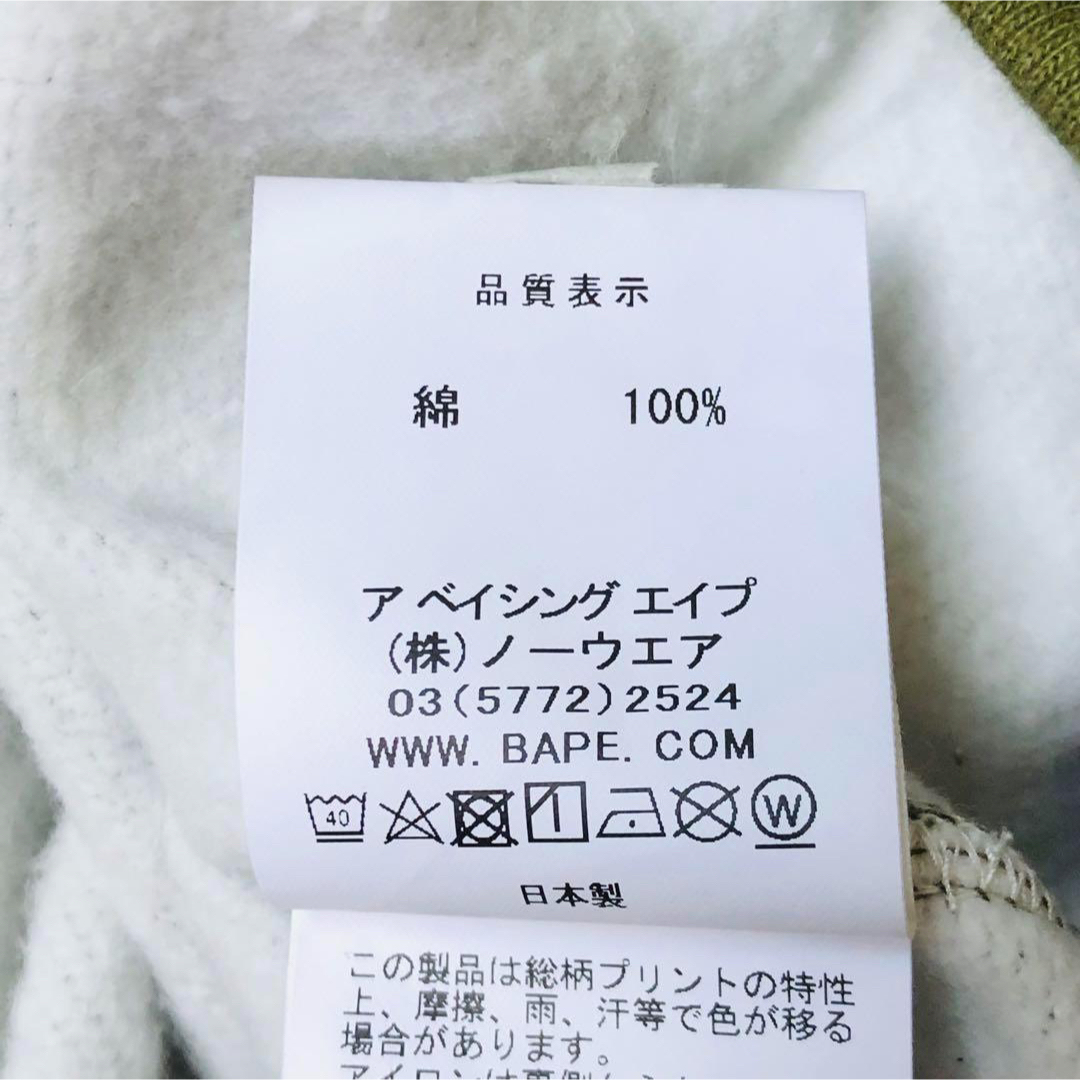 品質表示
綿 100%
ア ベイシング エイプ
(株)ノーウエア
03(5772)2524
WWW. BAPE. COM
40 W
日本製
この製品は総柄プリントの特性
上、摩擦、雨、汗等で色が移る
場合があります。